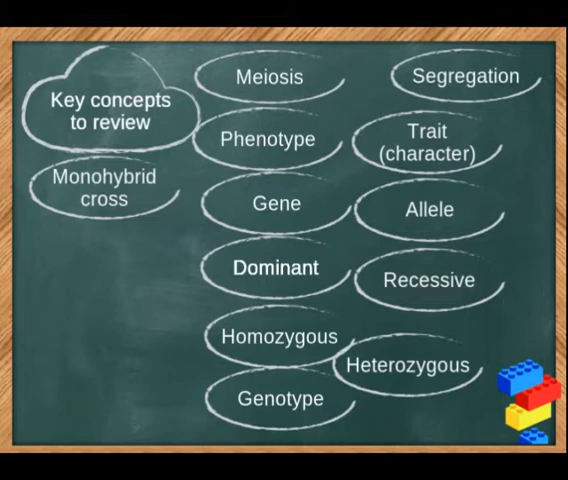 Key concepts
to review
Monohybrid
cross
Meiosis
Phenotype
Gene
Dominant
Homozygous
Genotype
Segregation
Trait
(character)
Allele
Recessive
Heterozygous